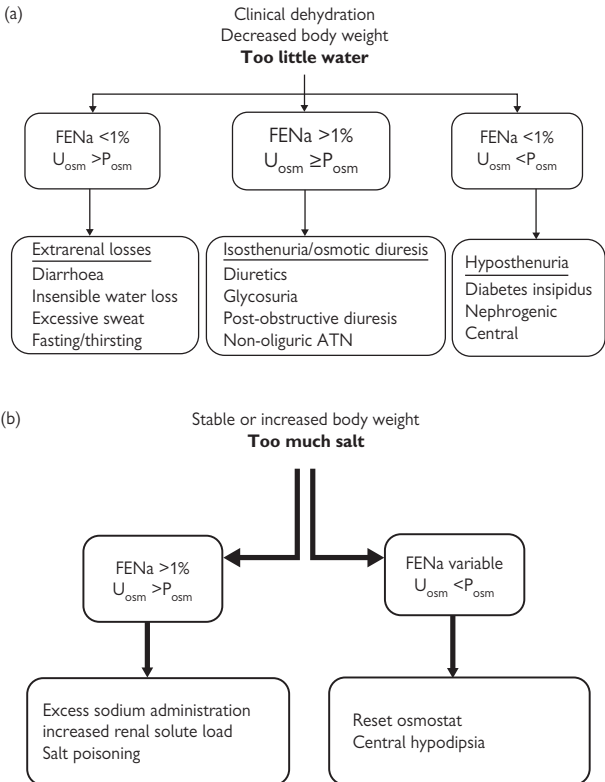 (a)
Clinical dehydration
Decreased body weight
Too little water
FENa <1%
Uosm >Posm
FENa >1%
Uosm ≥Posm
FENa <1%
Uosm <Posm
Extrarenal losses
Diarrhoea
Insensible water loss
Excessive sweat
Fasting/thirsting
Isosthenuria/osmotic diuresis
Diuretics
Glycosuria
Post-obstructive diuresis
Non-oliguric ATN
Hyposthenuria
Diabetes insipidus
Nephrogenic
Central
(b)
Stable or increased body weight
Too much salt
FENa >1%
Uosm >Posm
FENa variable
Uosm <Posm
Excess sodium administration
increased renal solute load
Salt poisoning
Reset osmostat
Central hypodipsia